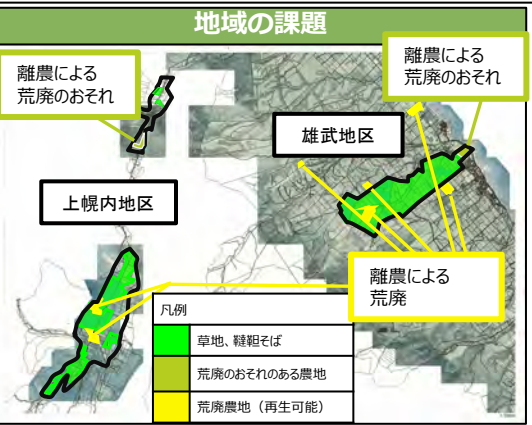 地域の課題
離農による
荒廃のおそれ
離農による
荒廃のおそれ
雄武地区
上幌内地区
離農による
荒廃
凡例
草地、韃靼そば
荒廃のおそれのある農地
荒廃農地（再生可能）